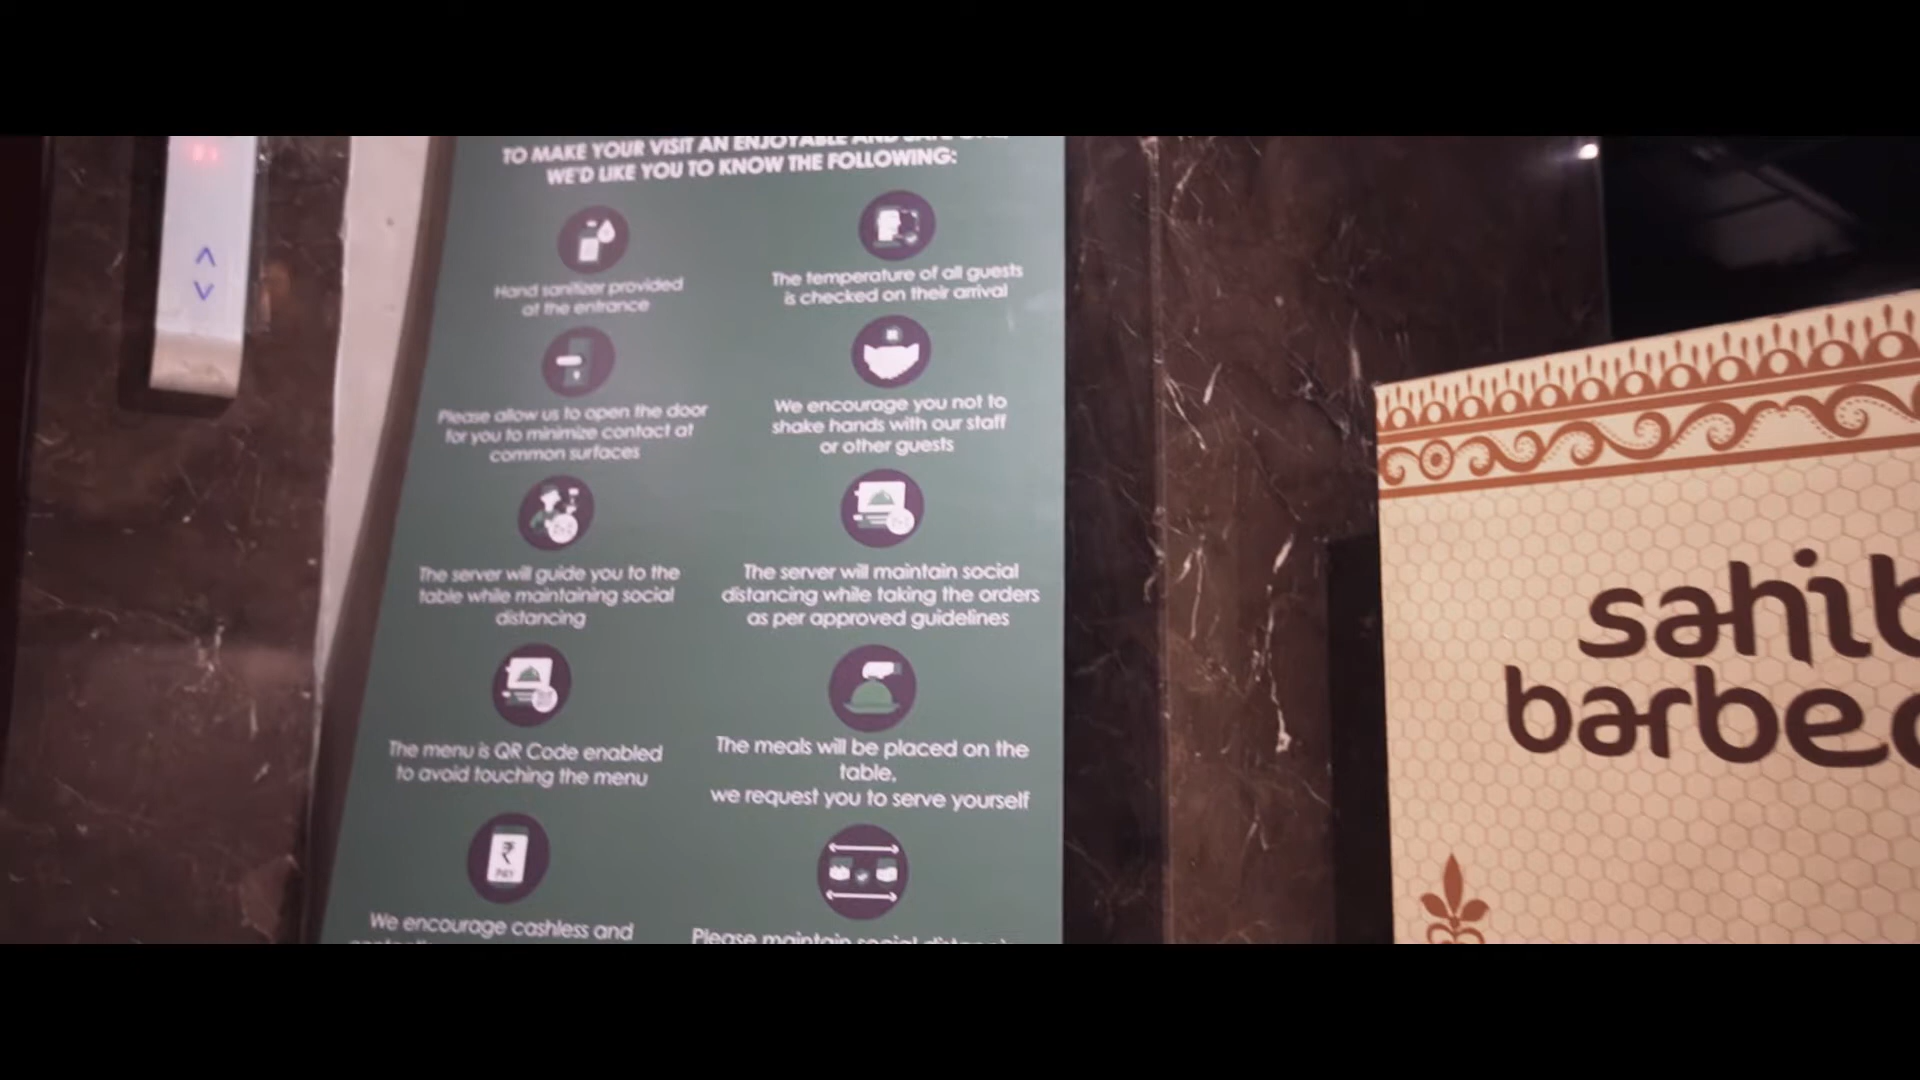 TO MAKE YOUR VISIT AN ENJOYABLE AND
WE'D LIKE YOU TO KNOW THE FOLLOWING:
Hand sanitizer provided
at the entrance
The temperature of all guests
is checked on their arrival
Please allow us to open the door
for you to minimize contact at
common surfaces
We encourage you not to
shake hands with our staff
or other guests
The server will guide you to the
table while maintaining social
distancing
The server will maintain social
distancing while taking the orders
as per approved guidelines
The menu is QR Code enabled
to avoid touching the menu
The meals will be placed on the
table,
we request you to serve yourself
₹
PAY
We encourage cashless and
Please maintain social
sahib
barbe